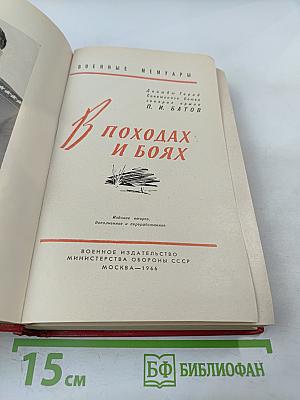 ВОЕННЫЕ МЕМУАРЫ
Дважды Герой
Советского Союза
генерал армии
П. И. БАТОВ
В ПОХОДАХ
И БОЯХ
Издание второе,
дополненное и переработанное
ВОЕННОЕ ИЗДАТЕЛЬСТВО
МИНИСТЕРСТВА ОБОРОНЫ СССР
МОСКВА—1966
15 см
БФ БИБЛИОФАН